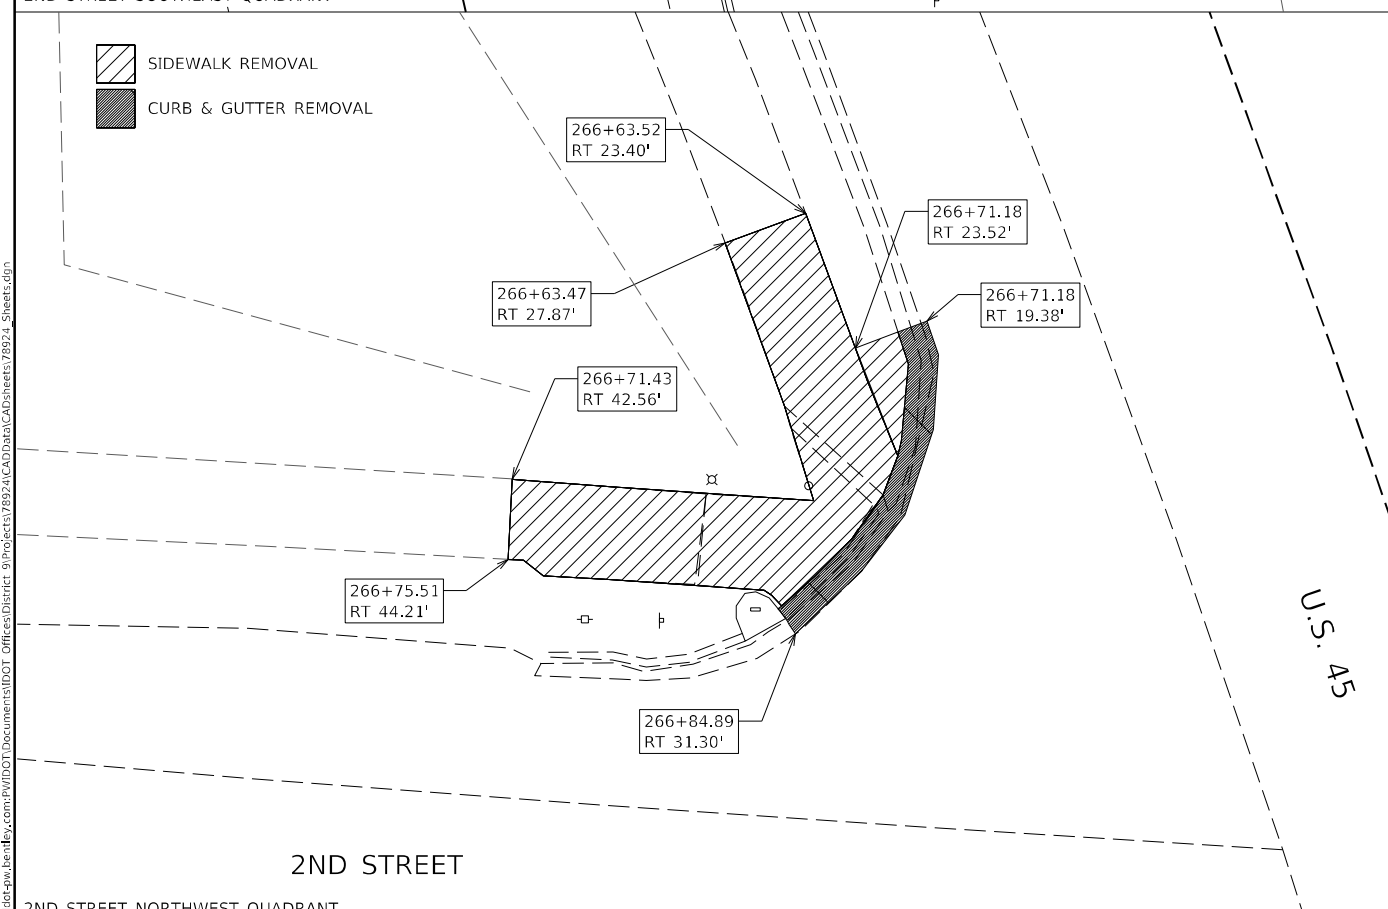 2ND STREET SOUTHEAST QUADRANT
SIDEWALK REMOVAL
CURB & GUTTER REMOVAL
266+63.52
RT 23.40'
266+71.18
RT 23.52'
266+63.47
RT 27.87'
266+71.18
RT 19.38'
266+71.43
RT 42.56'
266+75.51
RT 44.21'
266+84.89
RT 31.30'
U.S. 45
2ND STREET
2ND STREET NORTHWEST QUADRANT
dot-pw.bentley.com:PWIDOT\Documents\IDOT Offices\District 9\Projects\78924\CADData\CADsheets\78924_Sheets.dgn